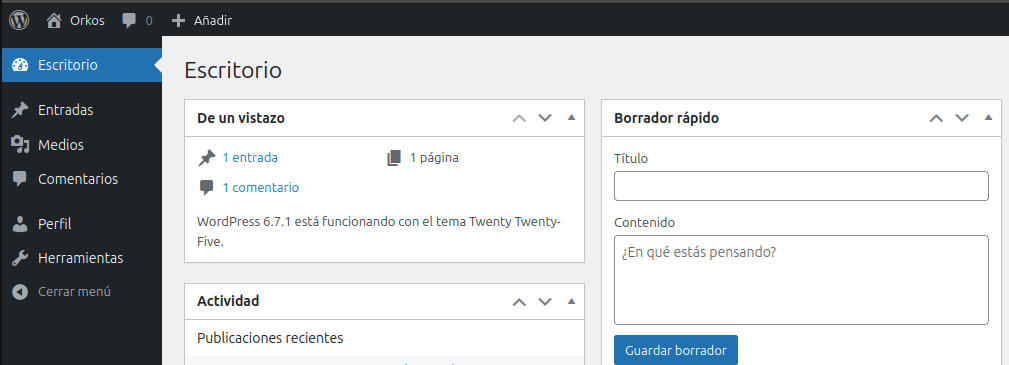 Orkos
0
Añadir
Escritorio
Entradas
Medios
Comentarios
Perfil
Herramientas
Cerrar menú
Escritorio
De un vistazo
1 entrada
1 página
1 comentario
WordPress 6.7.1 está funcionando con el tema Twenty Twenty-
Five.
Actividad
Publicaciones recientes
Borrador rápido
Título
Contenido
¿En qué estás pensando?
Guardar borrador